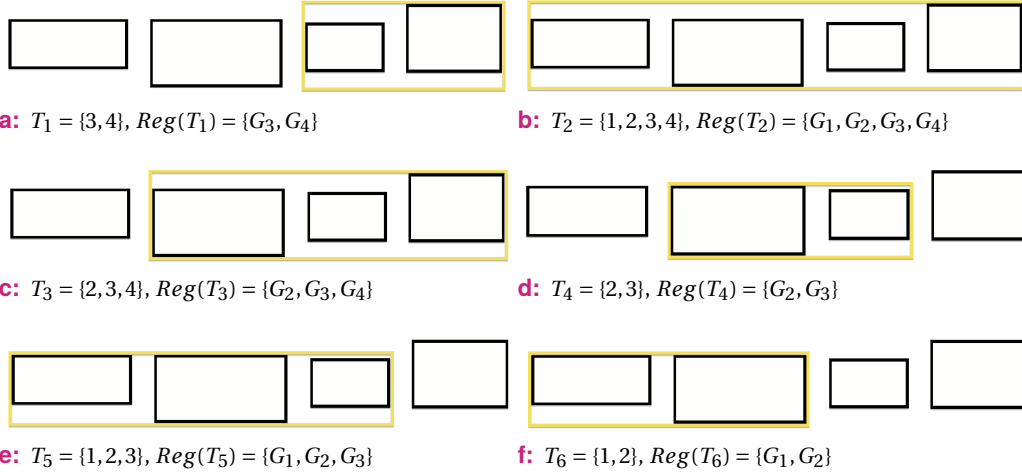 a: T₁ = {3,4}, Reg(T₁) = {G₃,G₄}
b: T₂ = {1,2,3,4}, Reg(T₂) = {G₁,G₂,G₃,G₄}
c: T₃ = {2,3,4}, Reg(T₃) = {G₂,G₃,G₄}
d: T₄ = {2,3}, Reg(T₄) = {G₂,G₃}
e: T₅ = {1,2,3}, Reg(T₅) = {G₁,G₂,G₃}
f: T₆ = {1,2}, Reg(T₆) = {G₁,G₂}